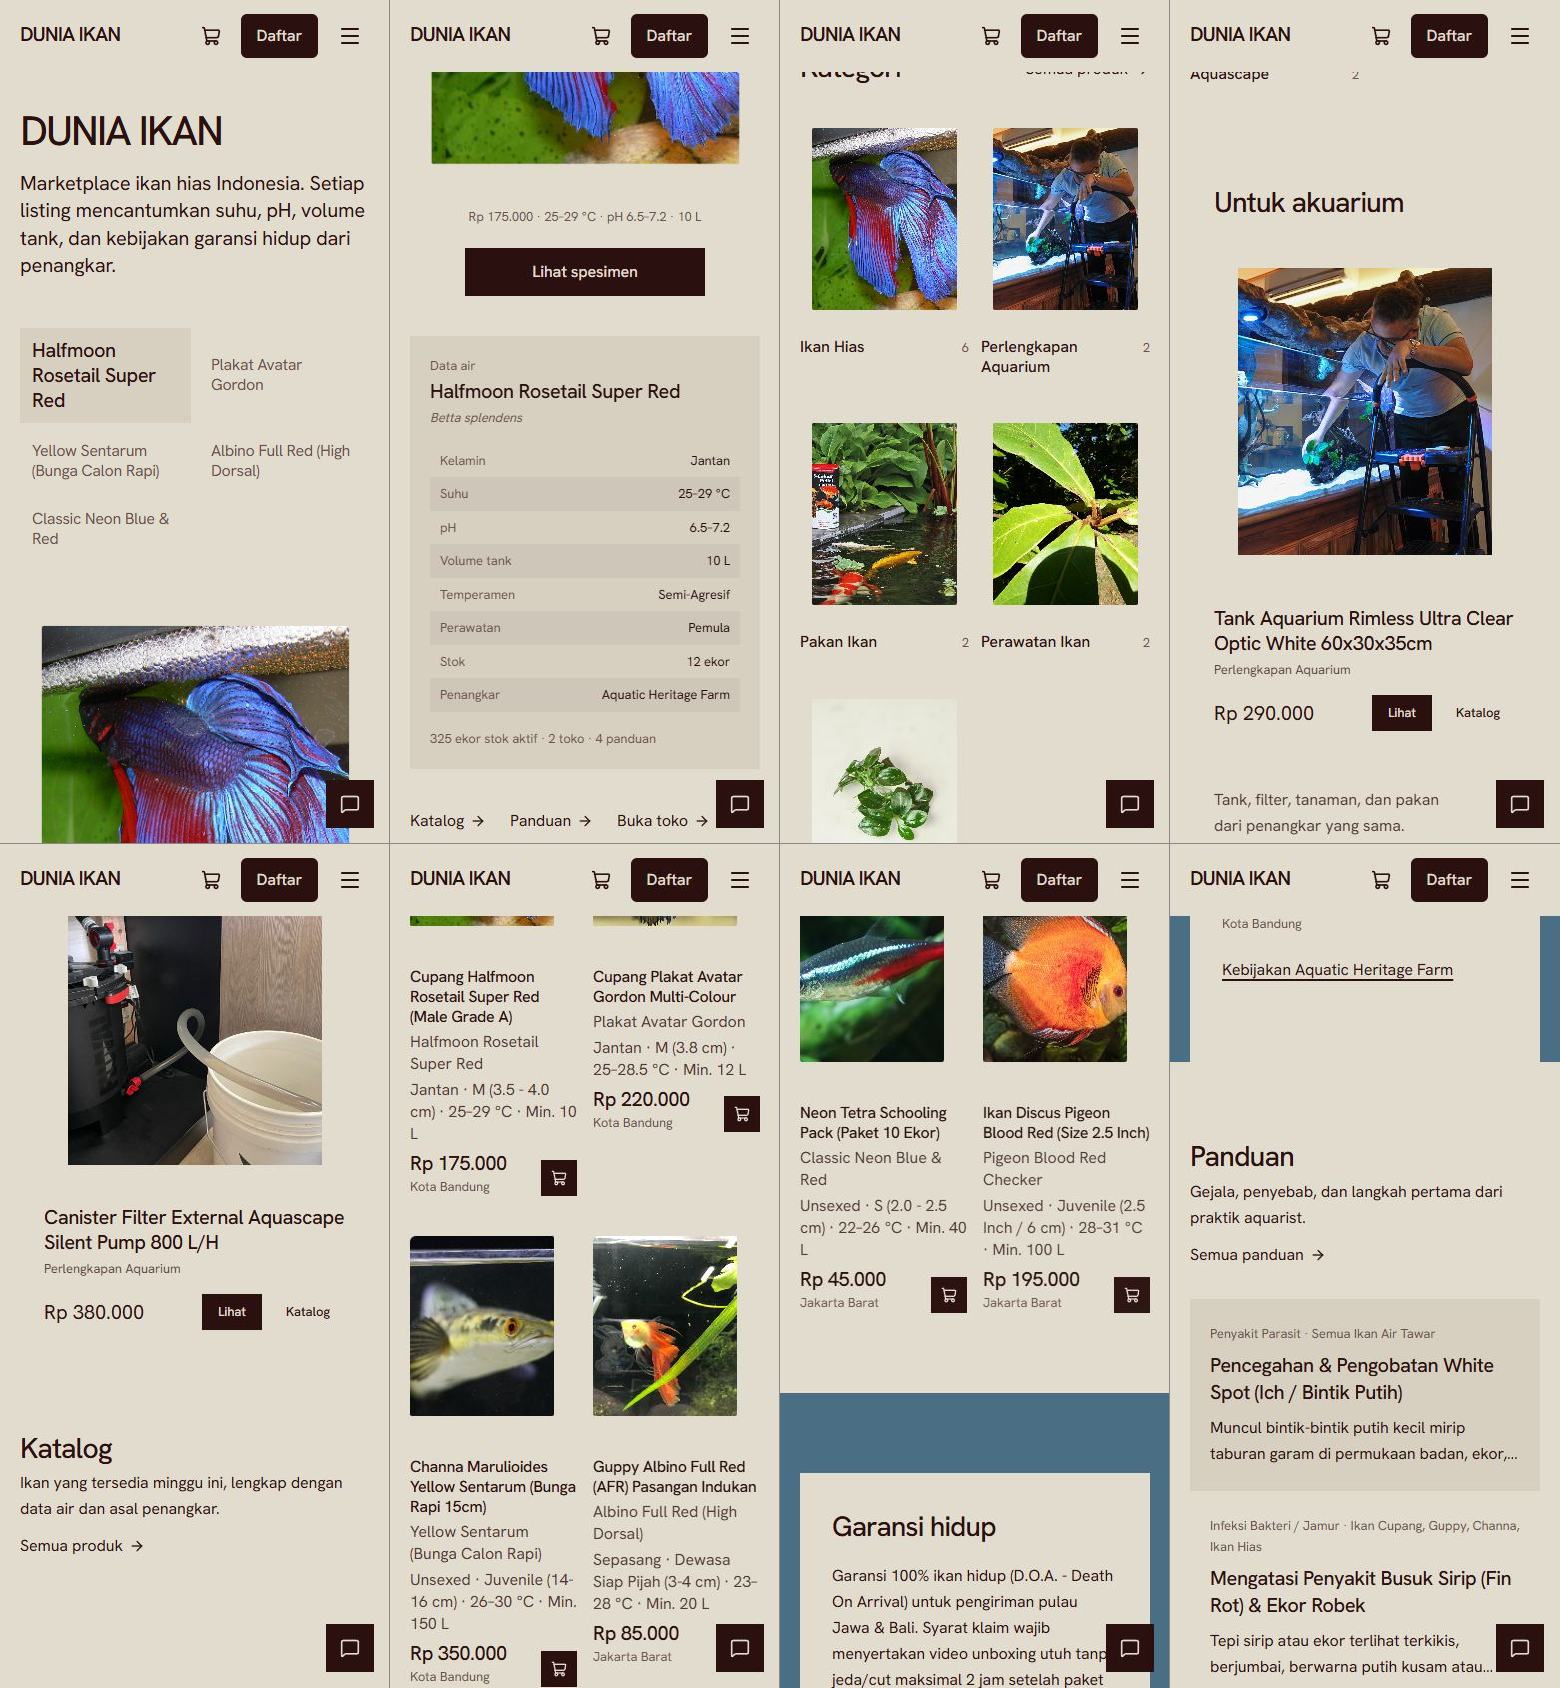 DUNIA IKAN
Daftar
DUNIA IKAN
Marketplace ikan hias Indonesia. Setiap
listing mencantumkan suhu, pH, volume
tank, dan kebijakan garansi hidup dari
penangkar.
Halfmoon
Rosetail Super
Red
Plakat Avatar
Gordon
Yellow Sentarum
(Bunga Calon Rapi)
Albino Full Red (High
Dorsal)
Classic Neon Blue &
Red
DUNIA IKAN
Daftar
Rp 175.000 · 25–29 °C · pH 6.5–7.2 · 10 L
Lihat spesimen
Data air
Halfmoon Rosetail Super Red
Betta splendens
Kelamin Jantan
Suhu 25–29 °C
pH 6.5–7.2
Volume tank 10 L
Temperamen Semi-Agresif
Perawatan Pemula
Stok 12 ekor
Penangkar Aquatic Heritage Farm
325 ekor stok aktif · 2 toko · 4 panduan
Katalog → Panduan → Buka toko →
DUNIA IKAN
Daftar
Kategori
Semua produk →
Ikan Hias 6
Perlengkapan
Aquarium 2
Pakan Ikan 2
Perawatan Ikan 2
DUNIA IKAN
Daftar
Aquascape 2
Untuk akuarium
Tank Aquarium Rimless Ultra Clear
Optic White 60x30x35cm
Perlengkapan Aquarium
Rp 290.000 Lihat Katalog
Tank, filter, tanaman, dan pakan
dari penangkar yang sama.
DUNIA IKAN
Daftar
Canister Filter External Aquascape
Silent Pump 800 L/H
Perlengkapan Aquarium
Rp 380.000 Lihat Katalog
Katalog
Ikan yang tersedia minggu ini, lengkap dengan
data air dan asal penangkar.
Semua produk →
DUNIA IKAN
Daftar
Cupang Halfmoon
Rosetail Super Red
(Male Grade A)
Halfmoon Rosetail
Super Red
Jantan · M (3.5 - 4.0
cm) · 25–29 °C · Min. 10
L
Rp 175.000
Kota Bandung
Cupang Plakat Avatar
Gordon Multi-Colour
Plakat Avatar Gordon
Jantan · M (3.8 cm) ·
25–28.5 °C · Min. 12 L
Rp 220.000
Kota Bandung
Channa Marulioides
Yellow Sentarum (Bunga
Rapi 15cm)
Yellow Sentarum
(Bunga Calon Rapi)
Unsexed · Juvenile (14-
16 cm) · 26–30 °C · Min.
150 L
Rp 350.000
Kota Bandung
Guppy Albino Full Red
(AFR) Pasangan Indukan
Albino Full Red (High
Dorsal)
Sepasang · Dewasa
Siap Pijah (3-4 cm) · 23–
28 °C · Min. 20 L
Rp 85.000
Jakarta Barat
DUNIA IKAN
Daftar
Neon Tetra Schooling
Pack (Paket 10 Ekor)
Classic Neon Blue &
Red
Unsexed · S (2.0 - 2.5
cm) · 22–26 °C · Min. 40
L
Rp 45.000
Jakarta Barat
Ikan Discus Pigeon
Blood Red (Size 2.5 Inch)
Pigeon Blood Red
Checker
Unsexed · Juvenile (2.5
Inch / 6 cm) · 28–31 °C
· Min. 100 L
Rp 195.000
Jakarta Barat
Garansi hidup
Garansi 100% ikan hidup (D.O.A. - Death
On Arrival) untuk pengiriman pulau
Jawa & Bali. Syarat klaim wajib
menyertakan video unboxing utuh tanp
jeda/cut maksimal 2 jam setelah paket
DUNIA IKAN
Daftar
Kota Bandung
Kebijakan Aquatic Heritage Farm
Panduan
Gejala, penyebab, dan langkah pertama dari
praktik aquarist.
Semua panduan →
Penyakit Parasit · Semua Ikan Air Tawar
Pencegahan & Pengobatan White
Spot (Ich / Bintik Putih)
Muncul bintik-bintik putih kecil mirip
taburan garam di permukaan badan, ekor,...
Infeksi Bakteri / Jamur · Ikan Cupang, Guppy, Channa,
Ikan Hias
Mengatasi Penyakit Busuk Sirip (Fin
Rot) & Ekor Robek
Tepi sirip atau ekor terlihat terkikis,
berjumbai, berwarna putih kusam atau...